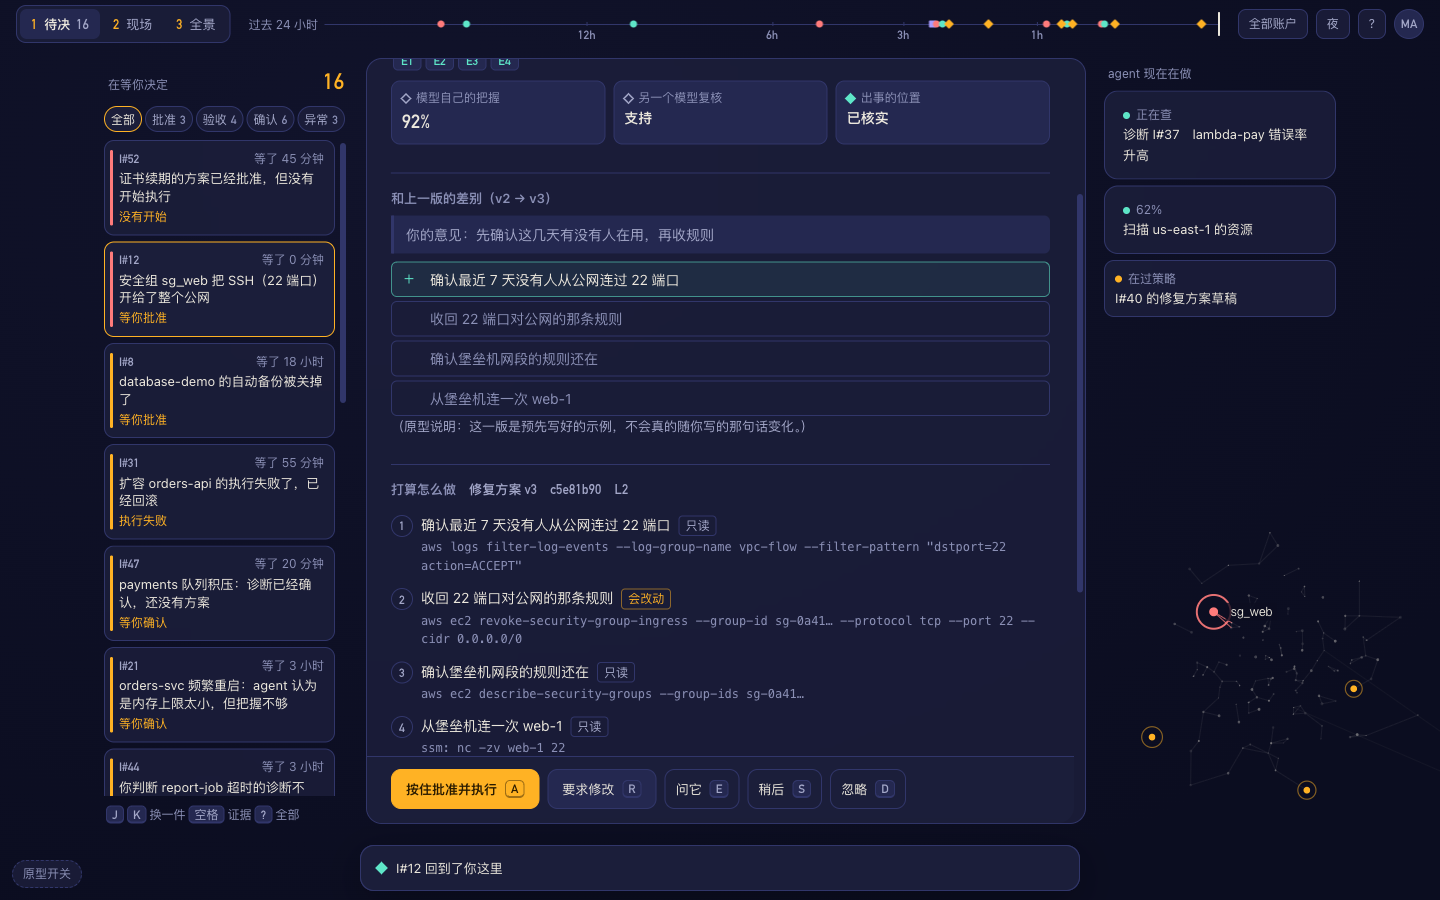 1 待决 16
2 现场
3 全景
过去 24 小时
12h
6h
3h
1h
全部账户
夜
?
MA
在等你决定
16
全部
批准 3
验收 4
确认 6
异常 3
I#52
等了 45 分钟
证书续期的方案已经批准，但没有
开始执行
没有开始
I#12
等了 0 分钟
安全组 sg_web 把 SSH（22 端口）
开给了整个公网
等你批准
I#8
等了 18 小时
database-demo 的自动备份被关掉
了
等你批准
I#31
等了 55 分钟
扩容 orders-api 的执行失败了，已
经回滚
执行失败
I#47
等了 20 分钟
payments 队列积压：诊断已经确
认，还没有方案
等你确认
I#21
等了 3 小时
orders-svc 频繁重启：agent 认为
是内存上限太小，但把握不够
等你确认
I#44
等了 3 小时
你判断 report-job 超时的诊断不
J K 换一件 空格 证据 ? 全部
原型开关
E1 E2 E3 E4
模型自己的把握
92%
另一个模型复核
支持
出事的位置
已核实
和上一版的差别（v2 → v3）
你的意见：先确认这几天有没有人在用，再收规则
+ 确认最近 7 天没有人从公网连过 22 端口
收回 22 端口对公网的那条规则
确认堡垒机网段的规则还在
从堡垒机连一次 web-1
（原型说明：这一版是预先写好的示例，不会真的随你写的那句话变化。）
打算怎么做 修复方案 v3 c5e81b90 L2
1 确认最近 7 天没有人从公网连过 22 端口 只读
aws logs filter-log-events --log-group-name vpc-flow --filter-pattern "dstport=22
action=ACCEPT"
2 收回 22 端口对公网的那条规则 会改动
aws ec2 revoke-security-group-ingress --group-id sg-0a41… --protocol tcp --port 22 --
cidr 0.0.0.0/0
3 确认堡垒机网段的规则还在 只读
aws ec2 describe-security-groups --group-ids sg-0a41…
4 从堡垒机连一次 web-1 只读
ssm: nc -zv web-1 22
按住批准并执行 A
要求修改 R
问它 E
稍后 S
忽略 D
I#12 回到了你这里
agent 现在在做
正在查
诊断 I#37 lambda-pay 错误率
升高
62%
扫描 us-east-1 的资源
在过策略
I#40 的修复方案草稿
sg_web